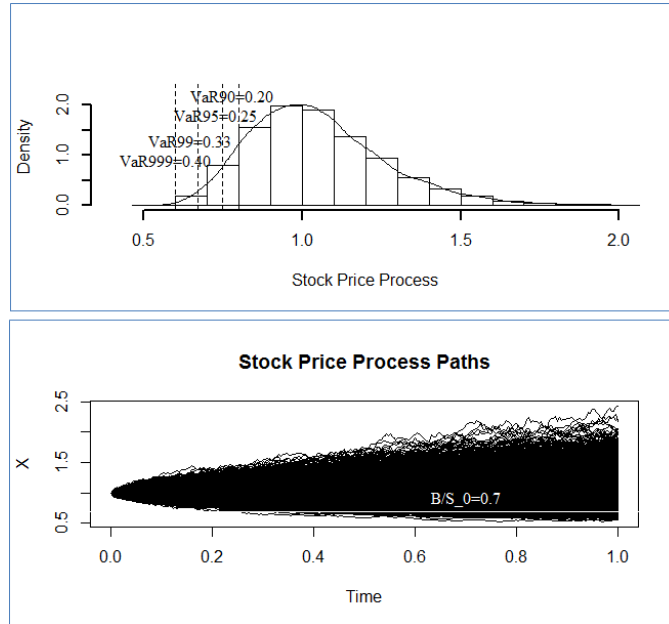 VaR90=0.20
VaR95=0.25
VaR99=0.33
VaR999=0.40
Density
0.0 1.0 2.0
0.5 1.0 1.5 2.0
Stock Price Process
Stock Price Process Paths
X
0.5 1.5 2.5
B/S_0=0.7
0.0 0.2 0.4 0.6 0.8 1.0
Time